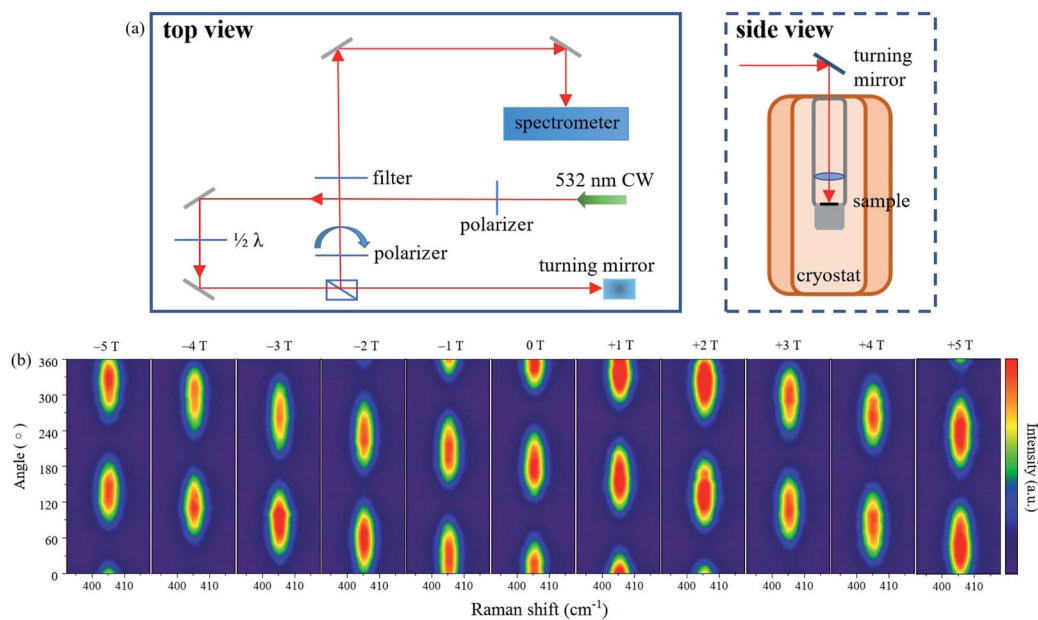 (a)
top view
spectrometer
filter
532 nm CW
polarizer
½ λ
polarizer
turning mirror
side view
turning
mirror
sample
cryostat
(b)
−5 T −4 T −3 T −2 T −1 T 0 T +1 T +2 T +3 T +4 T +5 T
360
300
240
180
120
60
0
Angle (°)
400 410 400 410 400 410 400 410 400 410 400 410 400 410 400 410 400 410 400 410 400 410
Raman shift (cm⁻¹)
Intensity (a.u.)